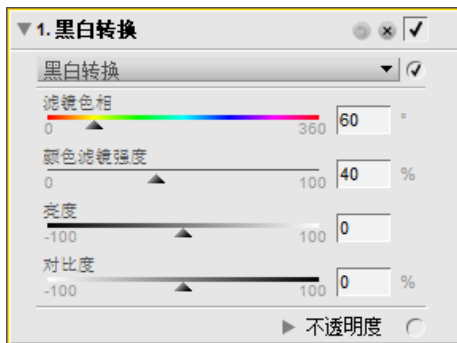 1. 黑白转换
黑白转换
滤镜色相
0 360 60 °
颜色滤镜强度
0 100 40 %
亮度
-100 100 0
对比度
-100 100 0 %
不透明度